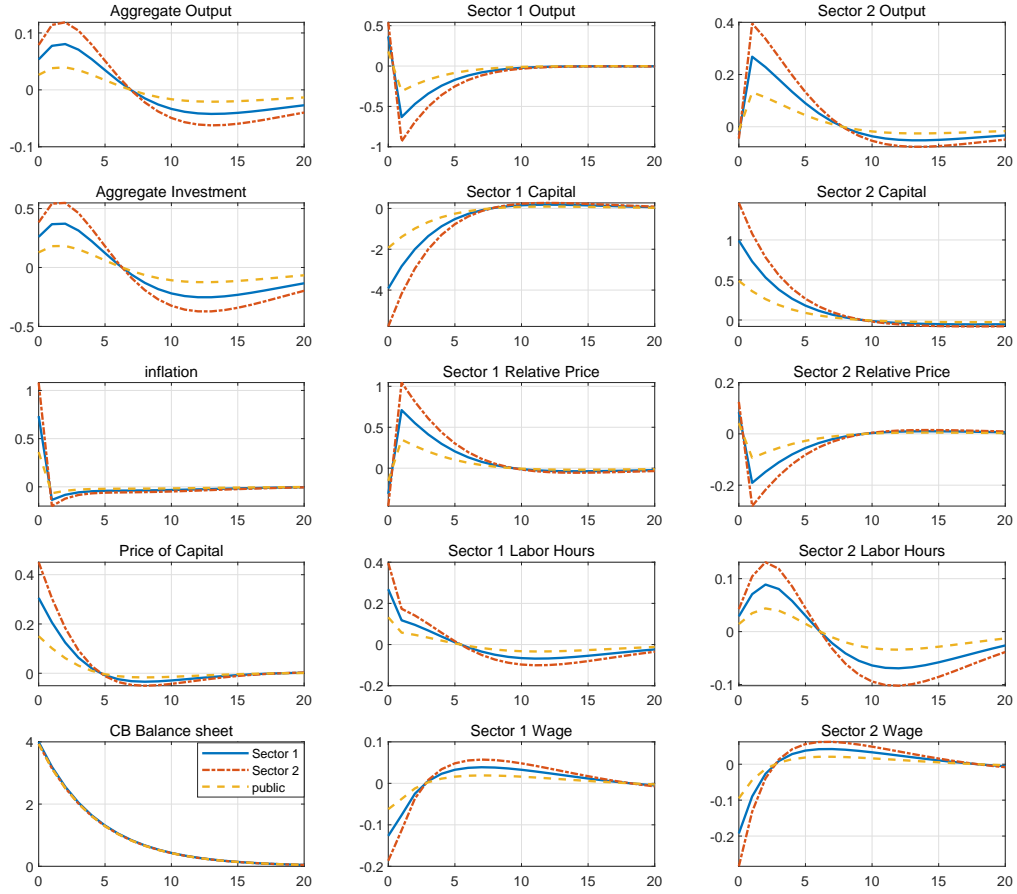 Aggregate Output
0.1
0
-0.1
0 5 10 15 20
Sector 1 Output
0.5
0
-0.5
-1
0 5 10 15 20
Sector 2 Output
0.4
0.2
0
0 5 10 15 20
Aggregate Investment
0.5
0
-0.5
0 5 10 15 20
Sector 1 Capital
0
-2
-4
0 5 10 15 20
Sector 2 Capital
1
0.5
0
0 5 10 15 20
inflation
1
0.5
0
0 5 10 15 20
Sector 1 Relative Price
1
0.5
0
0 5 10 15 20
Sector 2 Relative Price
0.2
0
-0.2
0 5 10 15 20
Price of Capital
0.4
0.2
0
0 5 10 15 20
Sector 1 Labor Hours
0.4
0.2
0
-0.2
0 5 10 15 20
Sector 2 Labor Hours
0.1
0
-0.1
0 5 10 15 20
CB Balance sheet
4
2
0
0 5 10 15 20
Sector 1
Sector 2
public
Sector 1 Wage
0.1
0
-0.1
-0.2
0 5 10 15 20
Sector 2 Wage
0
-0.1
-0.2
0 5 10 15 20